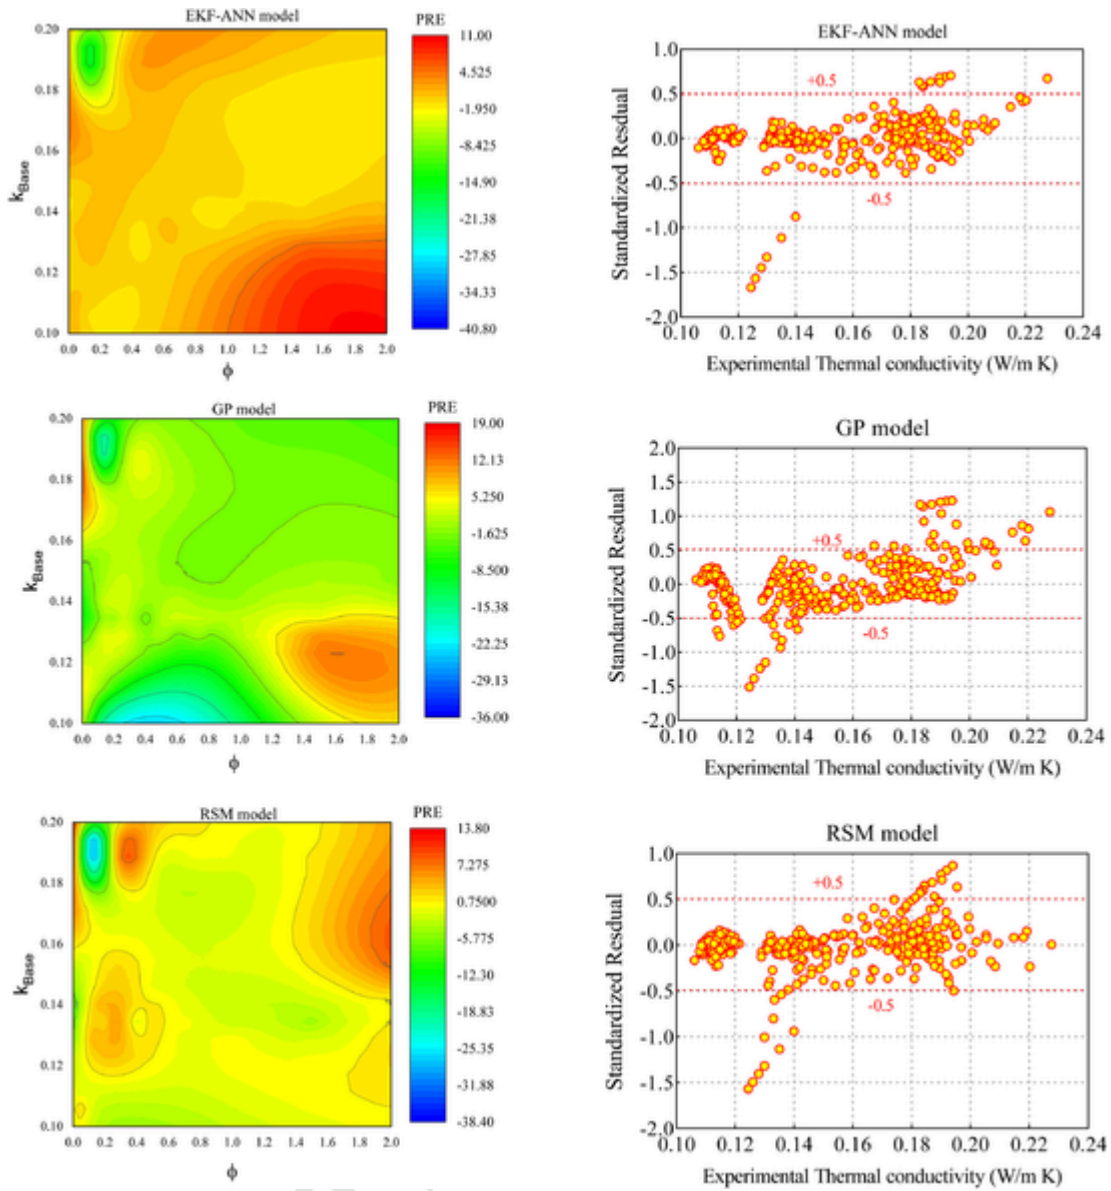 EKF-ANN model
PRE
0.20
0.18
0.16
0.14
0.12
0.10
kBase
0.0 0.2 0.4 0.6 0.8 1.0 1.2 1.4 1.6 1.8 2.0
ϕ
11.00
4.525
-1.950
-8.425
-14.90
-21.38
-27.85
-34.33
-40.80
EKF-ANN model
1.0
0.5
0.0
-0.5
-1.0
-1.5
-2.0
Standardized Resdual
+0.5
-0.5
0.10 0.12 0.14 0.16 0.18 0.20 0.22 0.24
Experimental Thermal conductivity (W/m K)
GP model
PRE
0.20
0.18
0.16
0.14
0.12
0.10
kBase
0.0 0.2 0.4 0.6 0.8 1.0 1.2 1.4 1.6 1.8 2.0
ϕ
19.00
12.13
5.250
-1.625
-8.500
-15.38
-22.25
-29.13
-36.00
GP model
2.0
1.5
1.0
0.5
0.0
-0.5
-1.0
-1.5
-2.0
Standardized Resdual
+0.5
-0.5
0.10 0.12 0.14 0.16 0.18 0.20 0.22 0.24
Experimental Thermal conductivity (W/m K)
RSM model
PRE
0.20
0.18
0.16
0.14
0.12
0.10
kBase
0.0 0.2 0.4 0.6 0.8 1.0 1.2 1.4 1.6 1.8 2.0
ϕ
13.80
7.275
0.7500
-5.775
-12.30
-18.83
-25.35
-31.88
-38.40
RSM model
1.0
0.5
0.0
-0.5
-1.0
-1.5
-2.0
Standardized Resdual
+0.5
-0.5
0.10 0.12 0.14 0.16 0.18 0.20 0.22 0.24
Experimental Thermal conductivity (W/m K)